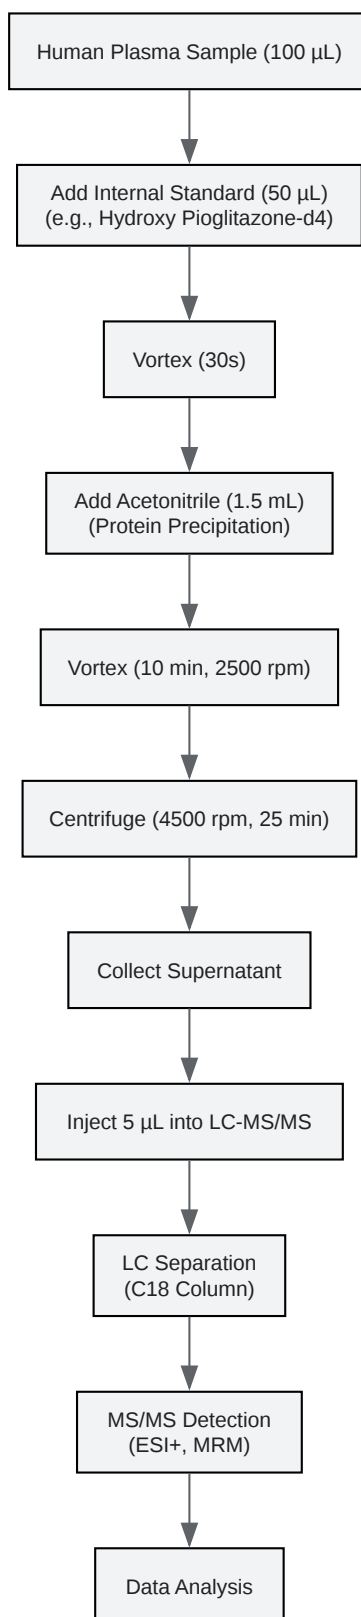 Human Plasma Sample (100 µL)
Add Internal Standard (50 µL)
(e.g., Hydroxy Pioglitazone-d4)
Vortex (30s)
Add Acetonitrile (1.5 mL)
(Protein Precipitation)
Vortex (10 min, 2500 rpm)
Centrifuge (4500 rpm, 25 min)
Collect Supernatant
Inject 5 µL into LC-MS/MS
LC Separation
(C18 Column)
MS/MS Detection
(ESI+, MRM)
Data Analysis